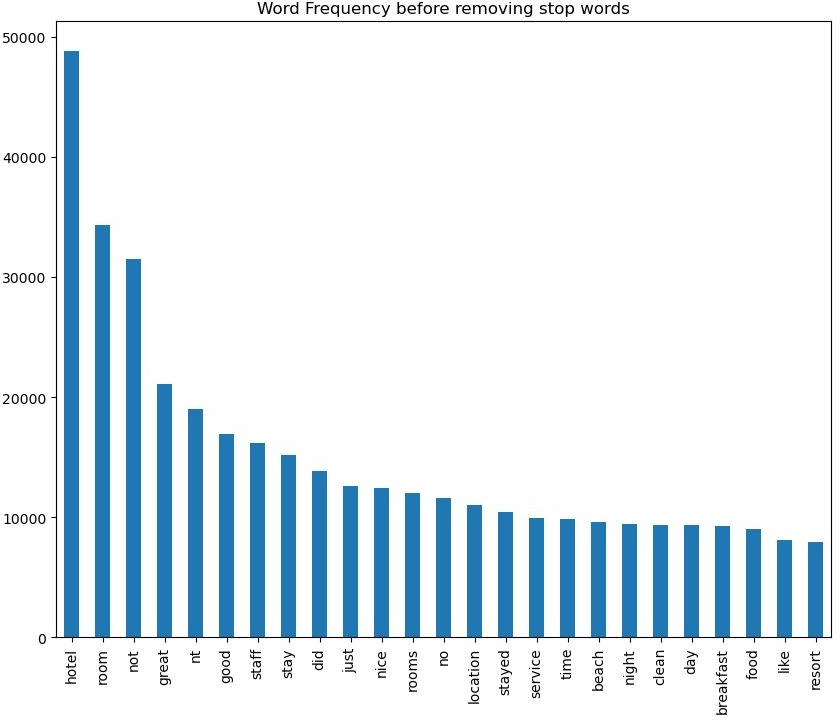 Word Frequency before removing stop words
50000
40000
30000
20000
10000
0
hotel
room
not
great
nt
good
staff
stay
did
just
nice
rooms
no
location
stayed
service
time
beach
night
clean
day
breakfast
food
like
resort